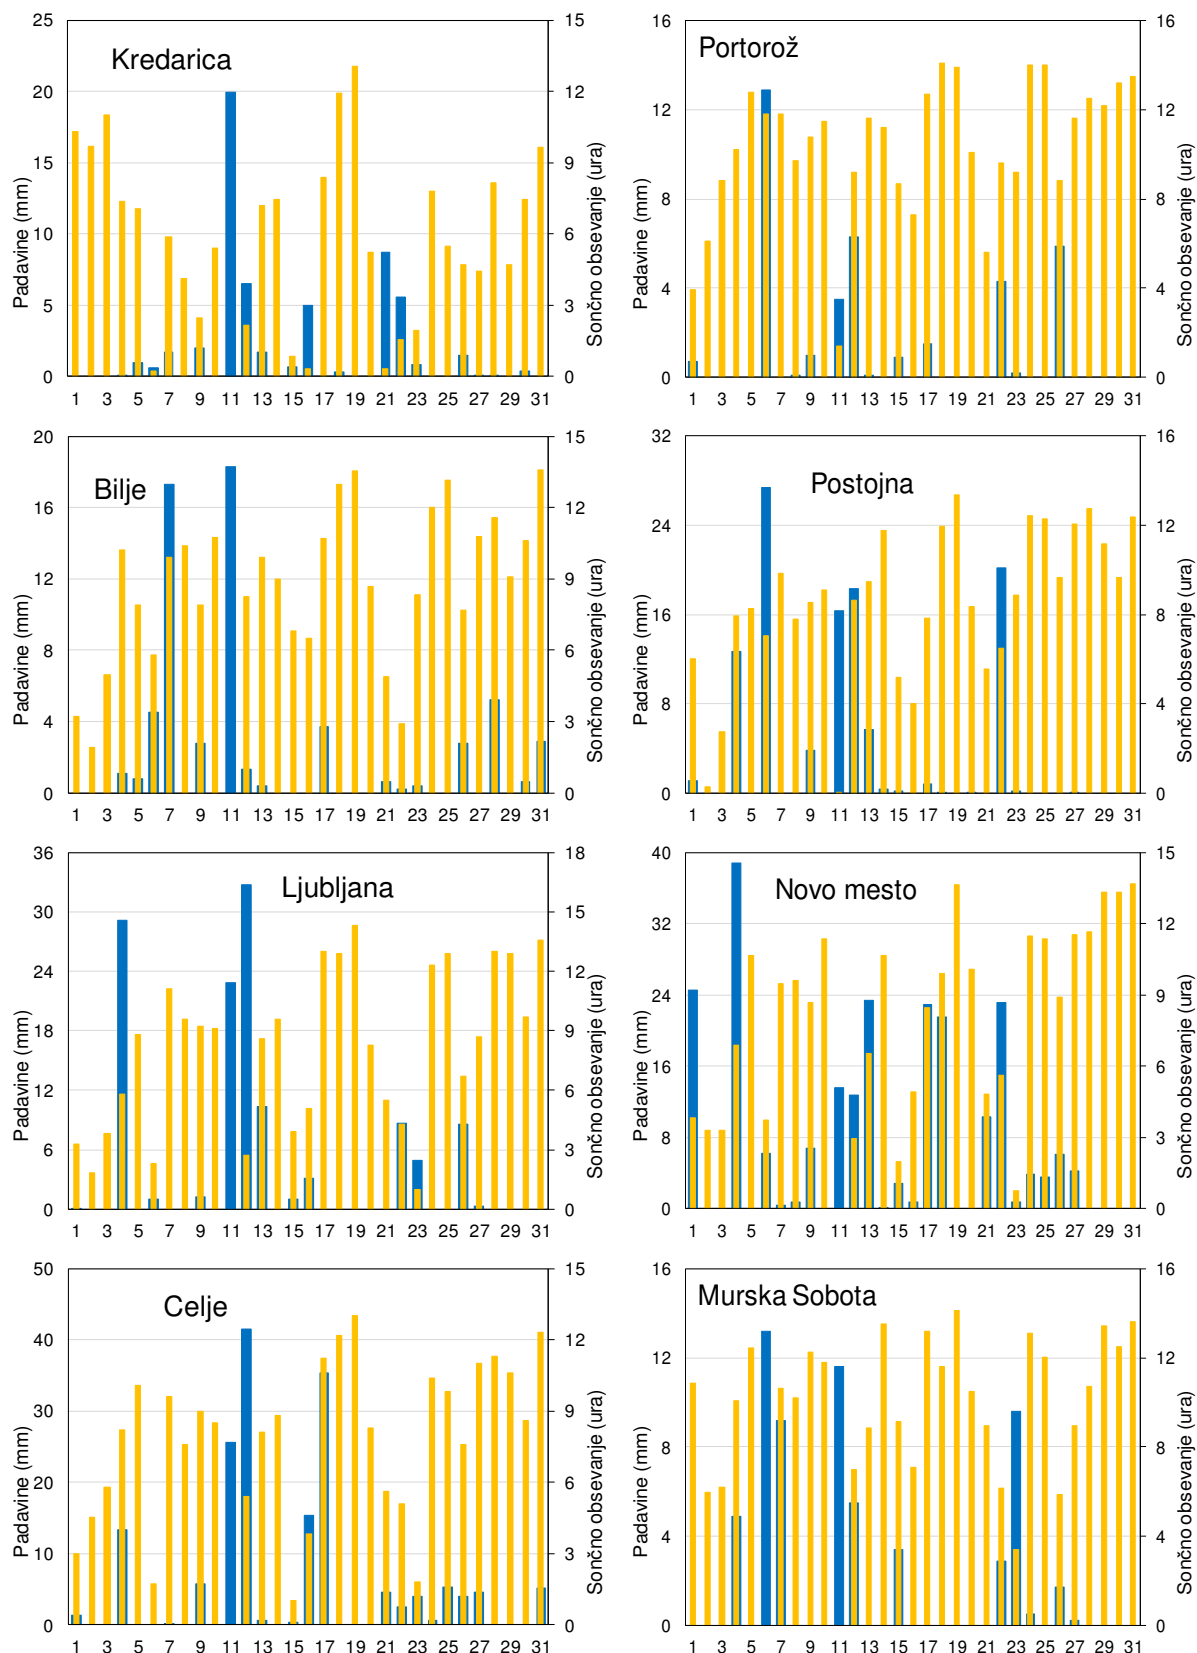 Kredarica
Padavine (mm)
25
20
15
10
5
0
15
12
9
6
3
0
Sončno obsevanje (ura)
1 3 5 7 9 11 13 15 17 19 21 23 25 27 29 31
Portorož
Padavine (mm)
16
12
8
4
0
16
12
8
4
0
Sončno obsevanje (ura)
1 3 5 7 9 11 13 15 17 19 21 23 25 27 29 31
Bilje
Padavine (mm)
20
16
12
8
4
0
15
12
9
6
3
0
Sončno obsevanje (ura)
1 3 5 7 9 11 13 15 17 19 21 23 25 27 29 31
Postojna
Padavine (mm)
32
24
16
8
0
16
12
8
4
0
Sončno obsevanje (ura)
1 3 5 7 9 11 13 15 17 19 21 23 25 27 29 31
Ljubljana
Padavine (mm)
36
30
24
18
12
6
0
18
15
12
9
6
3
0
Sončno obsevanje (ura)
1 3 5 7 9 11 13 15 17 19 21 23 25 27 29 31
Novo mesto
Padavine (mm)
40
32
24
16
8
0
15
12
9
6
3
0
Sončno obsevanje (ura)
1 3 5 7 9 11 13 15 17 19 21 23 25 27 29 31
Celje
Padavine (mm)
50
40
30
20
10
0
15
12
9
6
3
0
Sončno obsevanje (ura)
1 3 5 7 9 11 13 15 17 19 21 23 25 27 29 31
Murska Sobota
Padavine (mm)
16
12
8
4
0
16
12
8
4
0
Sončno obsevanje (ura)
1 3 5 7 9 11 13 15 17 19 21 23 25 27 29 31